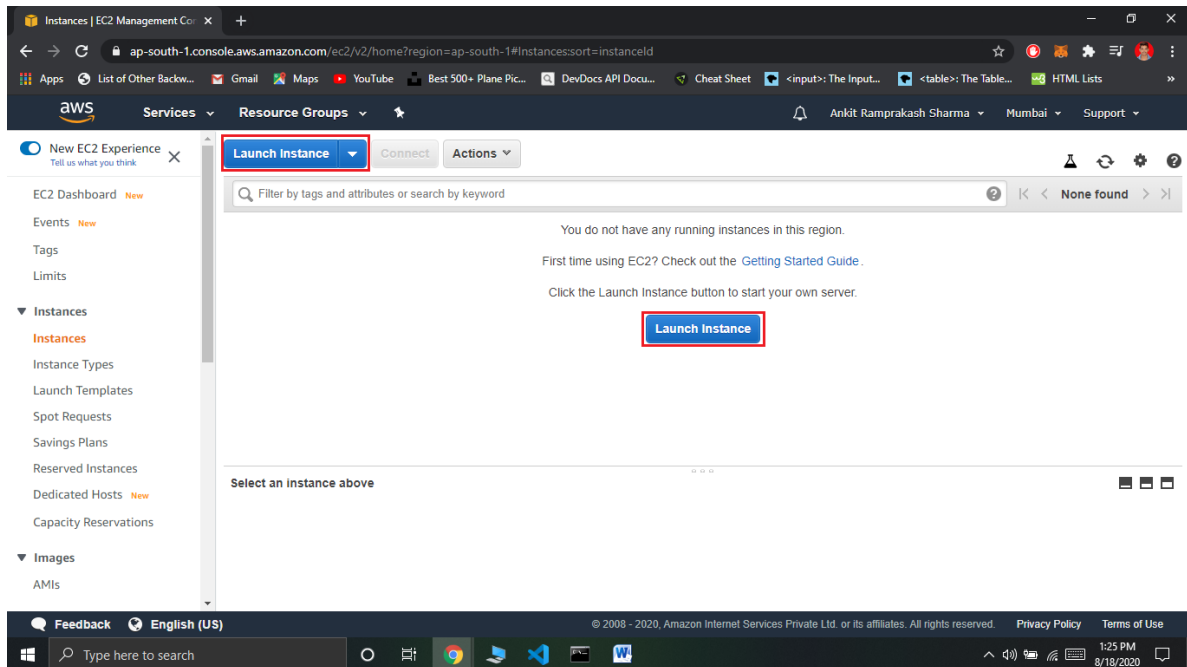 Instances | EC2 Management Con
ap-south-1.console.aws.amazon.com/ec2/v2/home?region=ap-south-1#Instances:sort=instanceId
Apps List of Other Backw... Gmail Maps YouTube Best 500+ Plane Pic... DevDocs API Docu... Cheat Sheet <input>: The Input... <table>: The Table... HTML Lists »
aws Services Resource Groups Ankit Ramprakash Sharma Mumbai Support
New EC2 Experience
Tell us what you think
EC2 Dashboard New
Events New
Tags
Limits
Instances
Instances
Instance Types
Launch Templates
Spot Requests
Savings Plans
Reserved Instances
Dedicated Hosts New
Capacity Reservations
Images
AMIs
Launch Instance Connect Actions
Filter by tags and attributes or search by keyword None found
You do not have any running instances in this region.
First time using EC2? Check out the Getting Started Guide.
Click the Launch Instance button to start your own server.
Launch Instance
Select an instance above
Feedback English (US) © 2008 - 2020, Amazon Internet Services Private Ltd. or its affiliates. All rights reserved. Privacy Policy Terms of Use
Type here to search
1:25 PM
8/18/2020